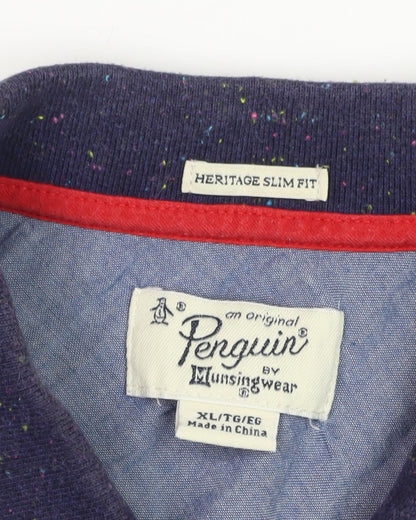 HERITAGE SLIM FIT
an original
Penguin®
BY
Munsingwear®
XL/TG/EG
Made in China